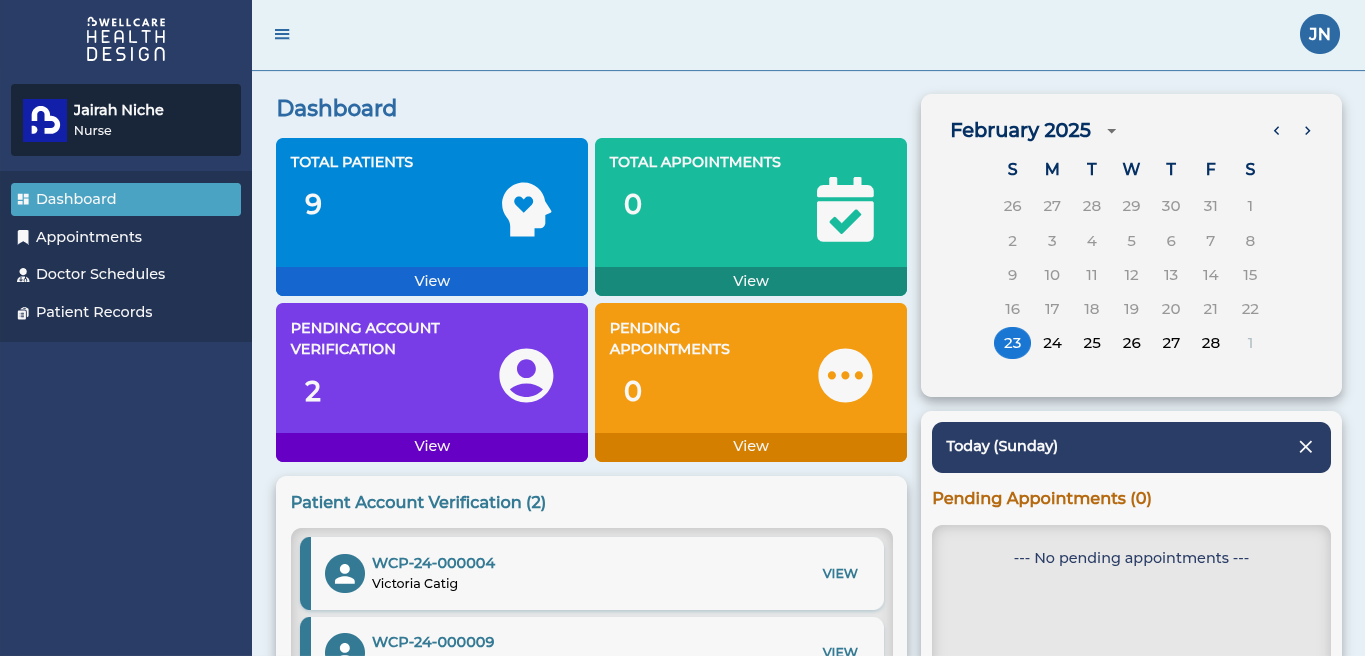 WELLCARE
HEALTH
DESIGN
Jairah Niche
Nurse
Dashboard
Appointments
Doctor Schedules
Patient Records
JN
Dashboard
TOTAL PATIENTS
9
View
TOTAL APPOINTMENTS
0
View
PENDING ACCOUNT
VERIFICATION
2
View
PENDING
APPOINTMENTS
0
View
Patient Account Verification (2)
WCP-24-000004
Victoria Catig
VIEW
WCP-24-000009
VIEW
February 2025
S M T W T F S
26 27 28 29 30 31 1
2 3 4 5 6 7 8
9 10 11 12 13 14 15
16 17 18 19 20 21 22
23 24 25 26 27 28 1
Today (Sunday)
Pending Appointments (0)
--- No pending appointments ---